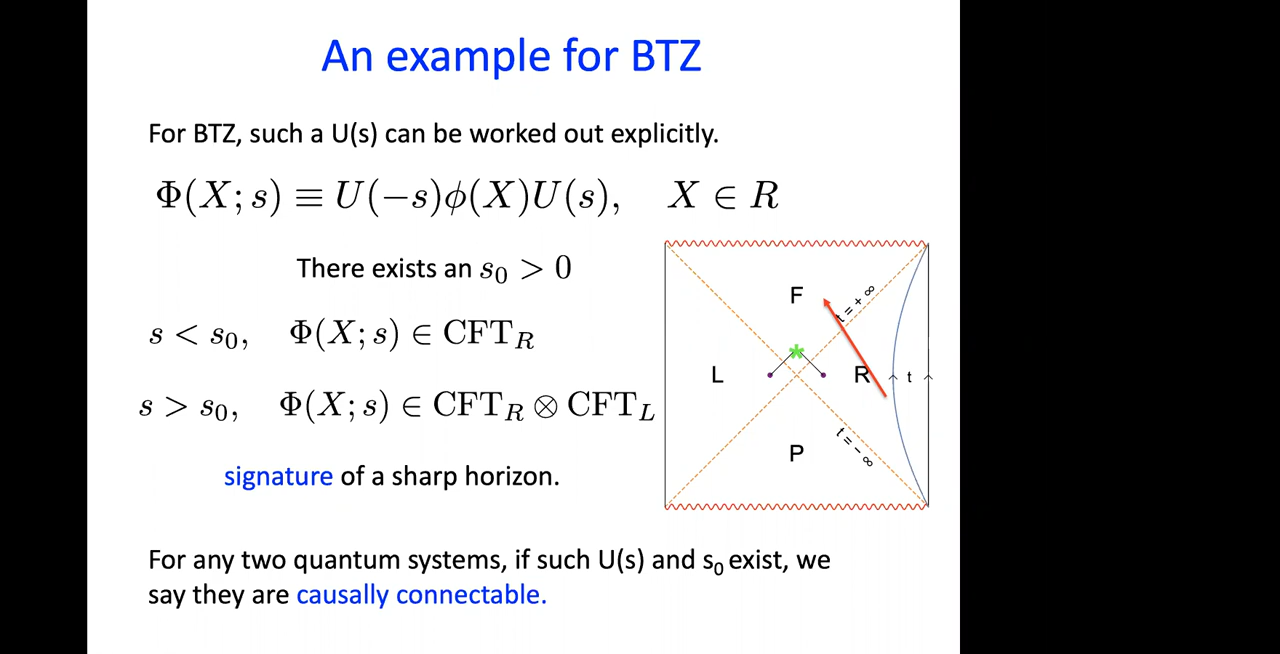 An example for BTZ
For BTZ, such a U(s) can be worked out explicitly.
Φ(X; s) ≡ U(−s)ϕ(X)U(s), X ∈ R
There exists an s₀ > 0
s < s₀, Φ(X; s) ∈ CFT_R
s > s₀, Φ(X; s) ∈ CFT_R ⊗ CFT_L
signature of a sharp horizon.
F
t = + ∞
L
R
t
P
t = − ∞
For any two quantum systems, if such U(s) and s₀ exist, we
say they are causally connectable.